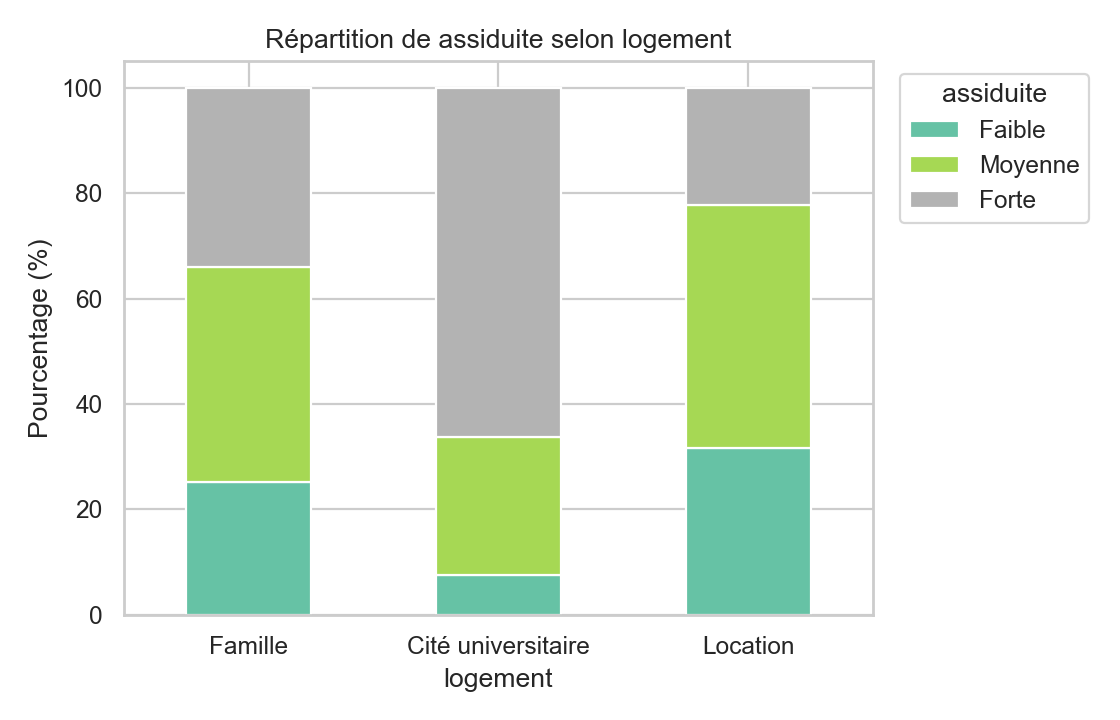 Répartition de assiduite selon logement
assiduite
Faible
Moyenne
Forte
Pourcentage (%)
100
80
60
40
20
0
Famille
Cité universitaire
Location
logement